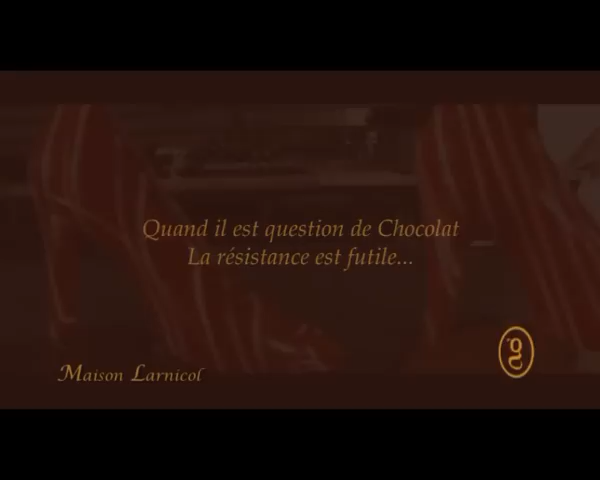 Quand il est question de Chocolat
La résistance est futile...
Maison Larnicol